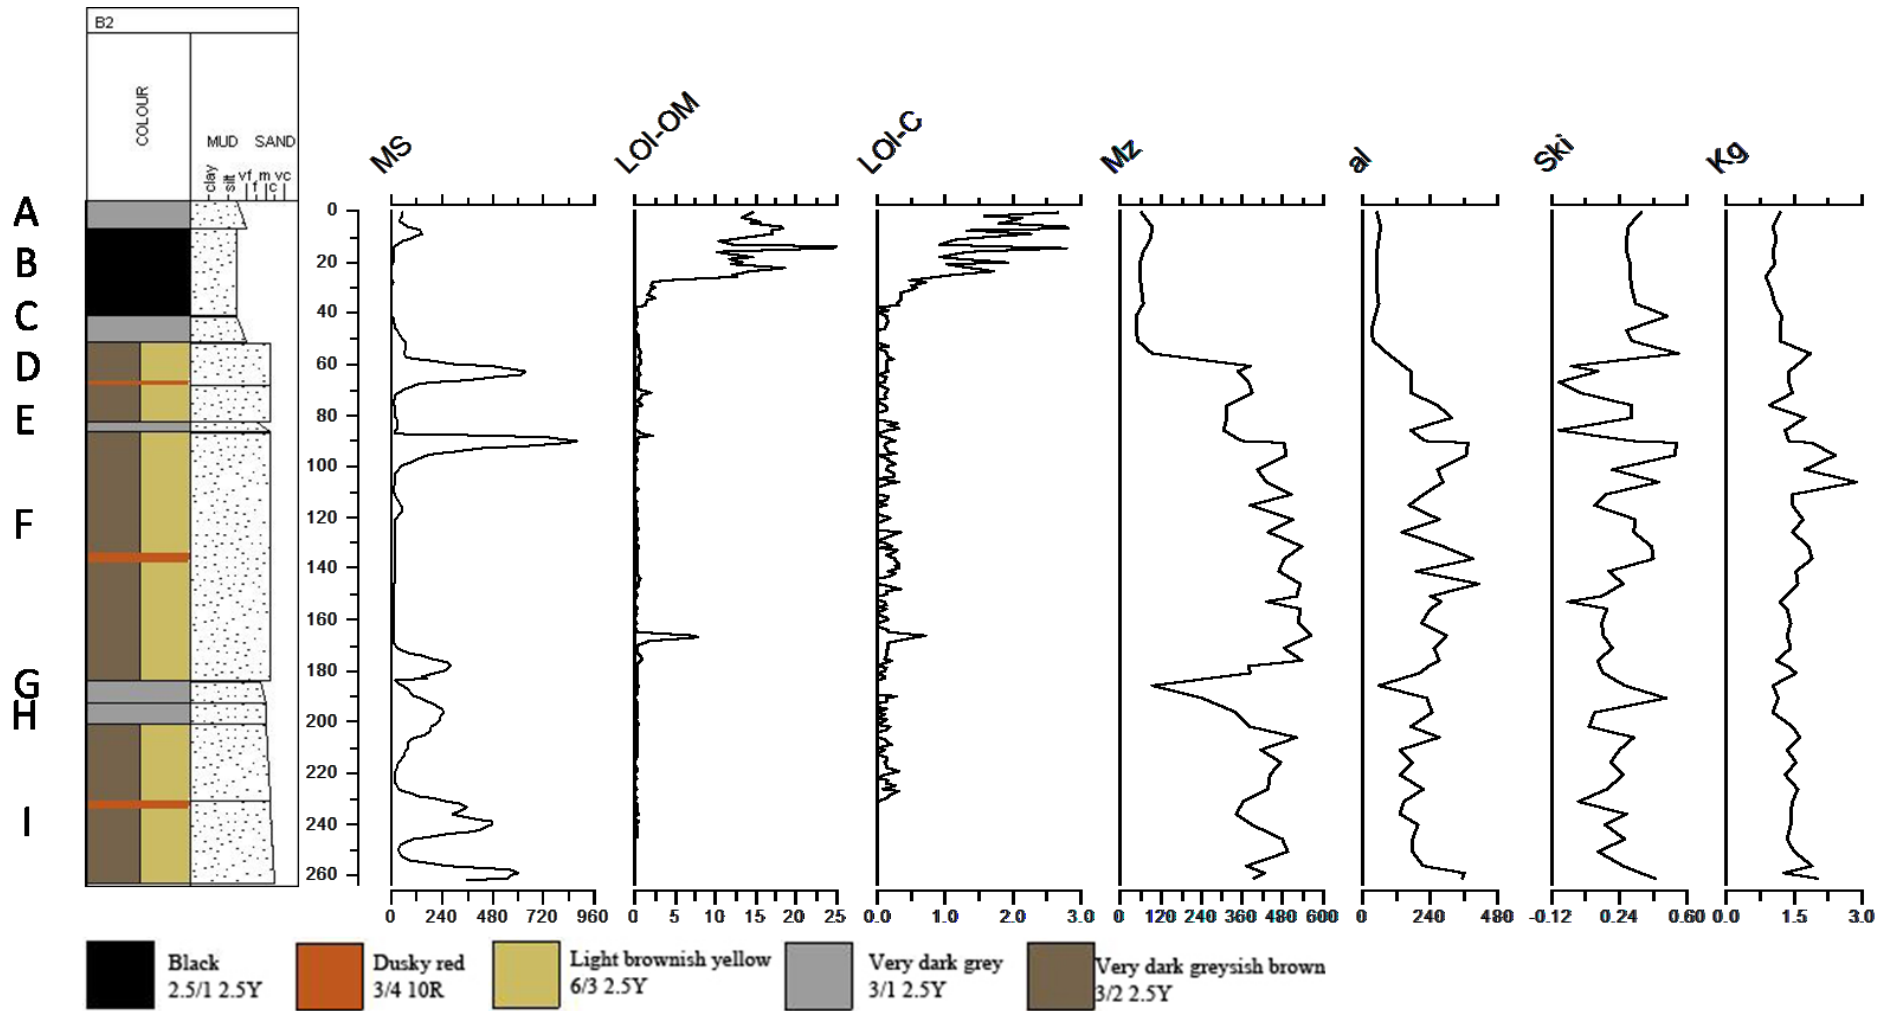 B2
COLOUR
MUD SAND
clay silt vf f m c vc
MS LOI-OM LOI-C Mz al Ski Kg
A
B
C
D
E
F
G
H
I
0
20
40
60
80
100
120
140
160
180
200
220
240
260
0 240 480 720 960
0 5 10 15 20 25
0.0 1.0 2.0 3.0
0 120 240 360 480 600
0 240 480
-0.12 0.24 0.60
0.0 1.5 3.0
Black
2.5/1 2.5Y
Dusky red
3/4 10R
Light brownish yellow
6/3 2.5Y
Very dark grey
3/1 2.5Y
Very dark greysish brown
3/2 2.5Y